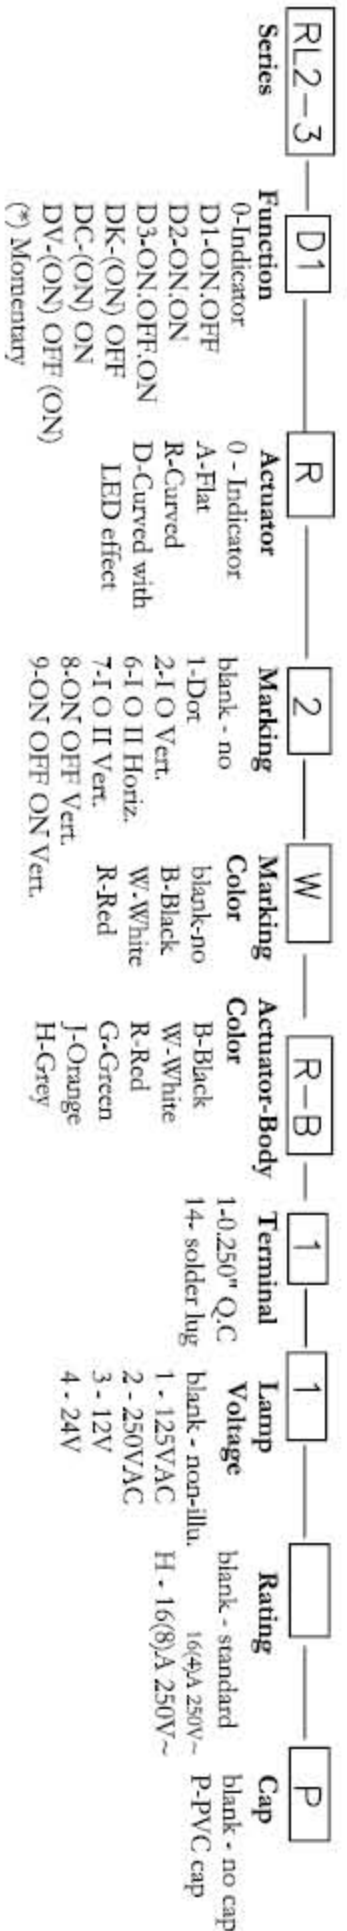 RL2-3
Series
D1
Function
0-Indicator
D1-ON.OFF
D2-ON.ON
D3-ON.OFF.ON
DK-(ON) OFF
DC-(ON) ON
DV-(ON) OFF (ON)
(*) Momentary
R
Actuator
0 - Indicator
A-Flat
R-Curved
D-Curved with
LED effect
2
Marking
blank - no
1-Dot
2-I O Vert.
6-I O II Horiz.
7-I O II Vert.
8-ON OFF Vert.
9-ON OFF ON Vert.
W
Marking
Color
blank-no
B-Black
W-White
R-Red
R-B
Actuator-Body
Color
B-Black
W-White
R-Red
G-Green
J-Orange
H-Grey
1
Terminal
1-0.250" Q.C
14- solder lug
1
Lamp
Voltage
blank - non-illu.
1 - 125VAC
2 - 250VAC
3 - 12V
4 - 24V
Rating
blank - standard
16(4)A 250V~
H - 16(8)A 250V~
P
Cap
blank - no cap
P-PVC cap